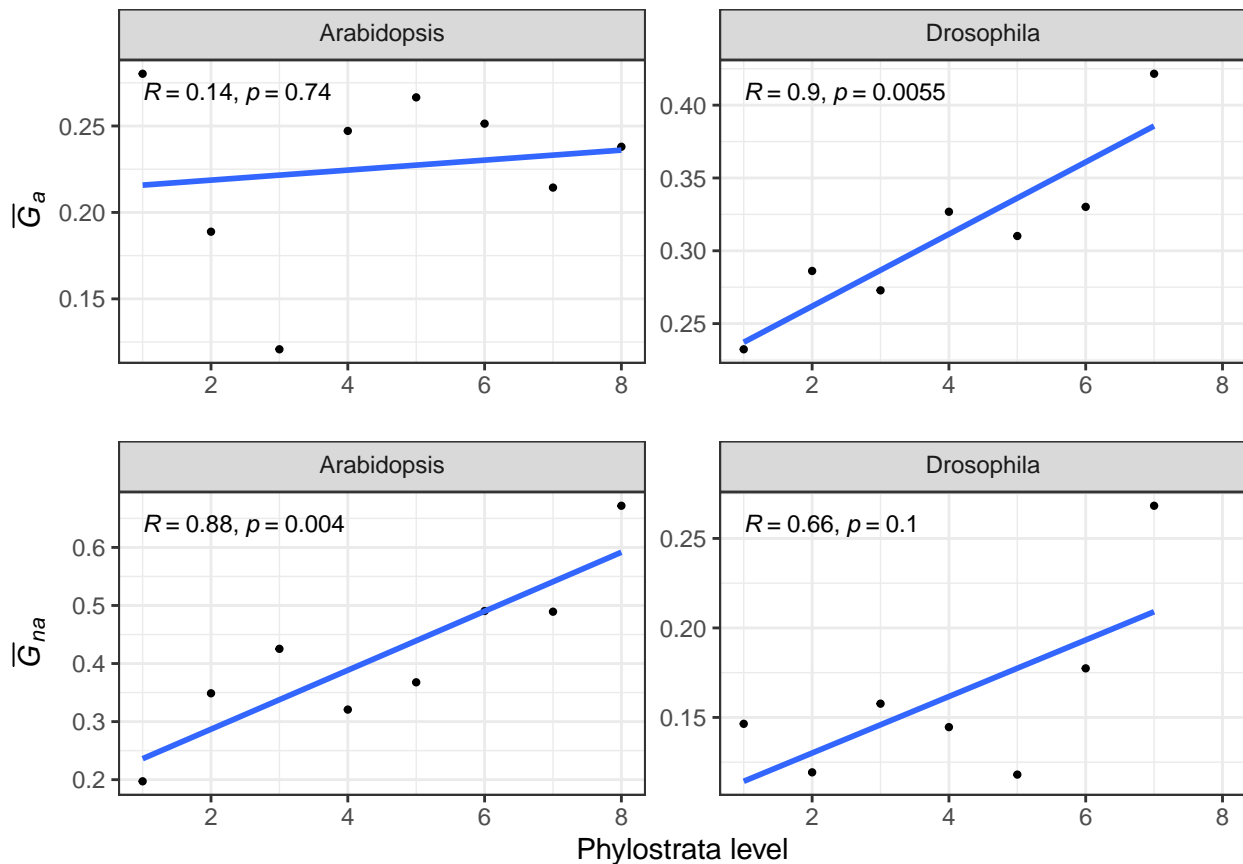 Arabidopsis
Drosophila
R = 0.14, p = 0.74
R = 0.9, p = 0.0055
0.25
0.20
0.15
0.40
0.35
0.30
0.25
G̅a
2 4 6 8
2 4 6 8
Arabidopsis
Drosophila
R = 0.88, p = 0.004
R = 0.66, p = 0.1
0.6
0.5
0.4
0.3
0.2
0.25
0.20
0.15
G̅na
2 4 6 8
2 4 6 8
Phylostrata level